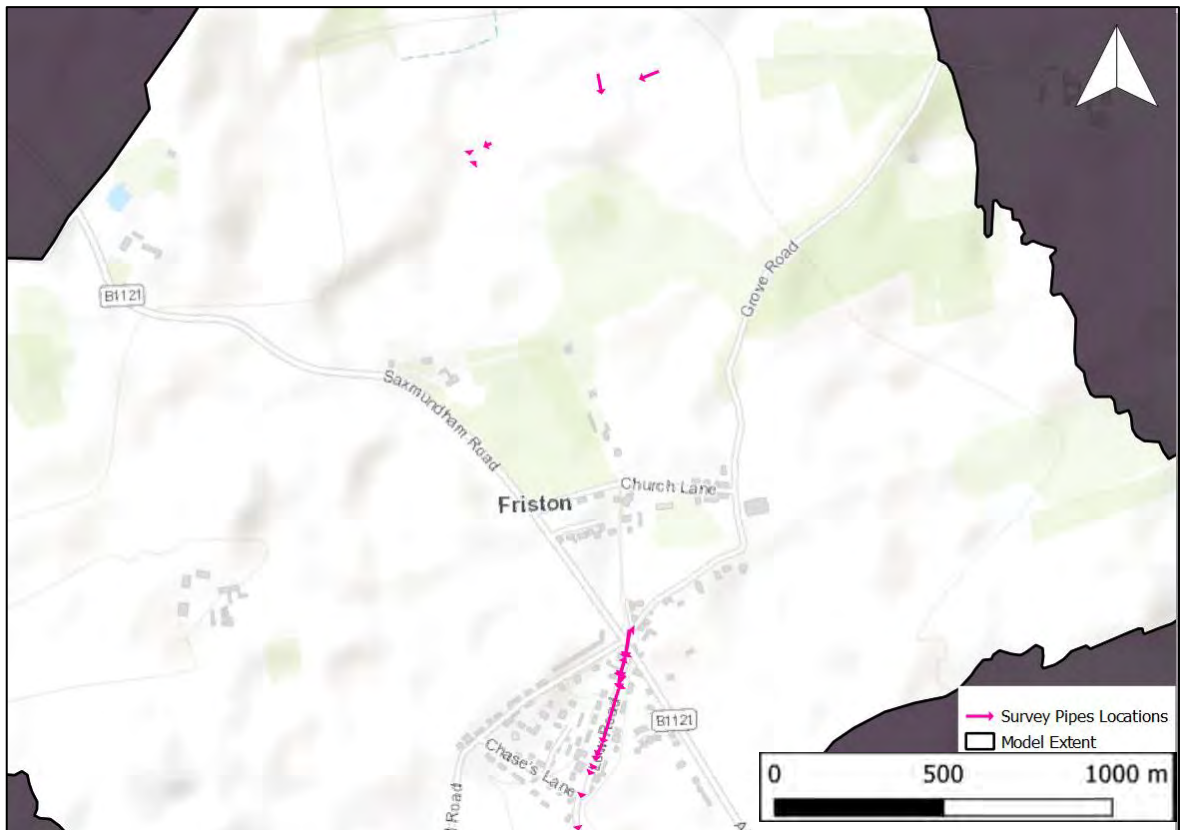 B1121
Grove Road
Saxmundham Road
Church Lane
Friston
B1121
Chase's Lane
Road
Survey Pipes Locations
Model Extent
0 500 1000 m